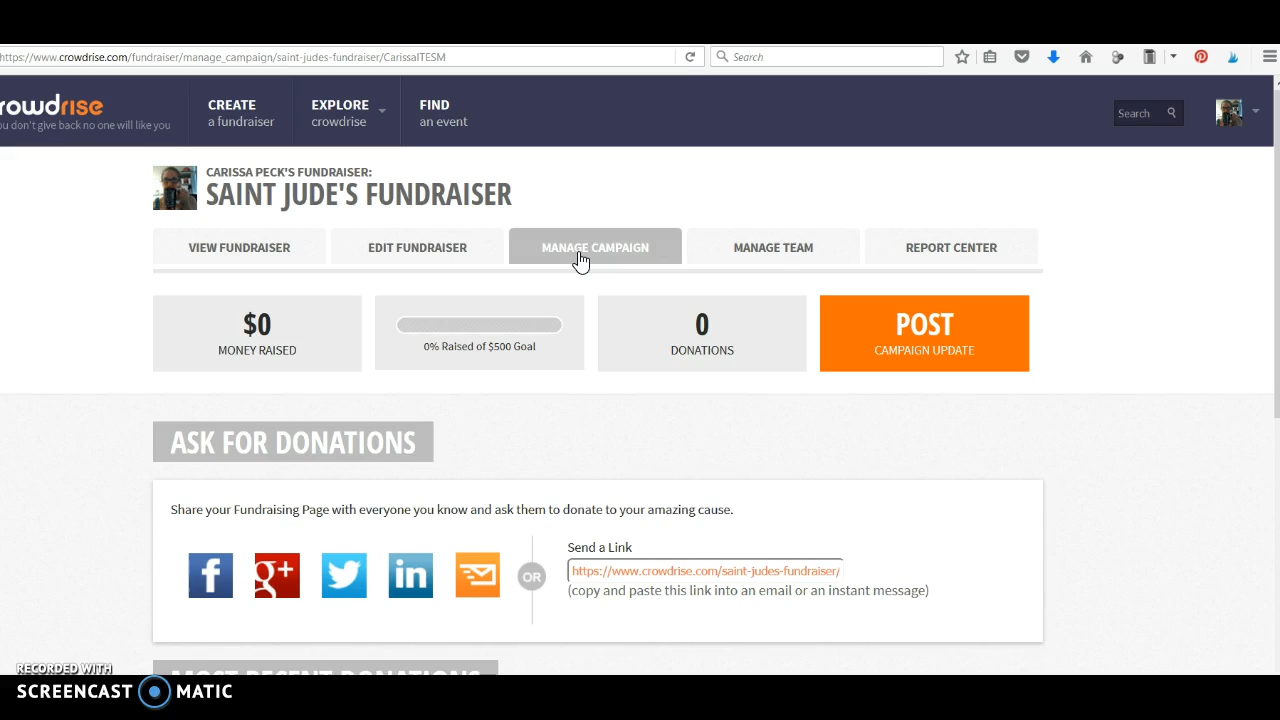 https://www.crowdrise.com/fundraiser/manage_campaign/saint-judes-fundraiser/CarissaITESM
Search
rowdrise
ou don't give back no one will like you
CREATE
a fundraiser
EXPLORE
crowdrise
FIND
an event
Search
CARISSA PECK'S FUNDRAISER:
SAINT JUDE'S FUNDRAISER
VIEW FUNDRAISER
EDIT FUNDRAISER
MANAGE CAMPAIGN
MANAGE TEAM
REPORT CENTER
$0
MONEY RAISED
0% Raised of $500 Goal
0
DONATIONS
POST
CAMPAIGN UPDATE
ASK FOR DONATIONS
Share your Fundraising Page with everyone you know and ask them to donate to your amazing cause.
f
g+
in
OR
Send a Link
https://www.crowdrise.com/saint-judes-fundraiser/
(copy and paste this link into an email or an instant message)
MOST RECENT DONATIONS
RECORDED WITH
SCREENCAST MATIC